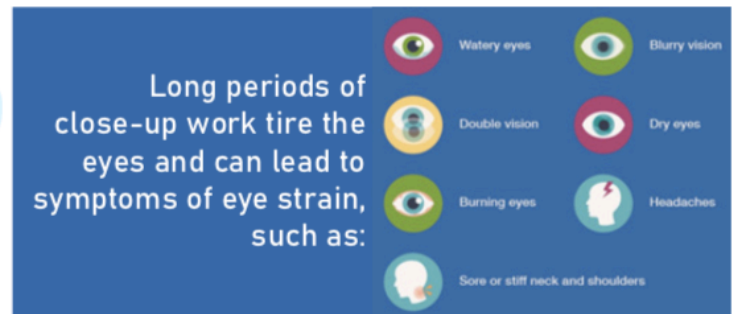 Long periods of
close-up work tire the
eyes and can lead to
symptoms of eye strain,
such as:
Watery eyes
Blurry vision
Double vision
Dry eyes
Burning eyes
Headaches
Sore or stiff neck and shoulders